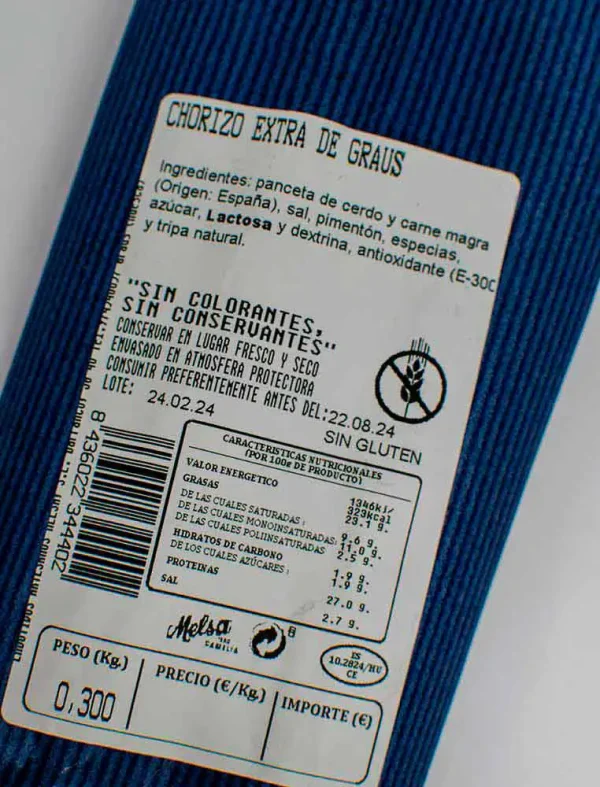 CHORIZO EXTRA DE GRAUS
Ingredientes: panceta de cerdo y carne magra
(Origen: España), sal, pimentón, especias,
azúcar, Lactosa y dextrina, antioxidante (E-300
y tripa natural.
"SIN COLORANTES,
SIN CONSERVANTES"
CONSERVAR EN LUGAR FRESCO Y SECO
ENVASADO EN ATMOSFERA PROTECTORA
CONSUMIR PREFERENTEMENTE ANTES DEL: 22.08.24
LOTE: 24.02.24
SIN GLUTEN
CARACTERISTICAS NUTRICIONALES
(POR 100g DE PRODUCTO)
VALOR ENERGETICO 1346kj/
323kcal
GRASAS 23.1 g.
DE LAS CUALES SATURADAS: 9.6 g.
DE LAS CUALES MONOINSATURADAS: 11.0 g.
DE LAS CUALES POLIINSATURADAS 2.5 g.
HIDRATOS DE CARBONO 1.9 g.
DE LOS CUALES AZÚCARES: 1.9 g.
PROTEINAS 27.0 g.
SAL 2.7 g.
8 436022 344402
Melsa
FAMILIA
ES
10.2824/HU
CE
PESO (Kg.) PRECIO (€/Kg.) IMPORTE (€)
0,300